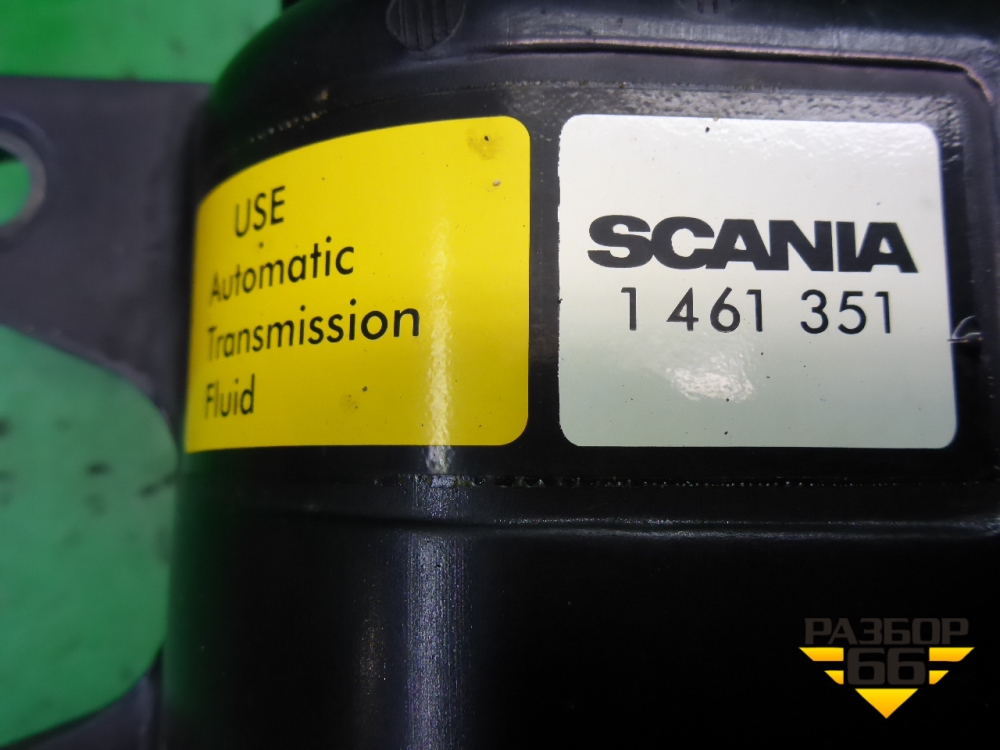 USE
Automatic
Transmission
Fluid
SCANIA
1 461 351
РАЗБОР
66